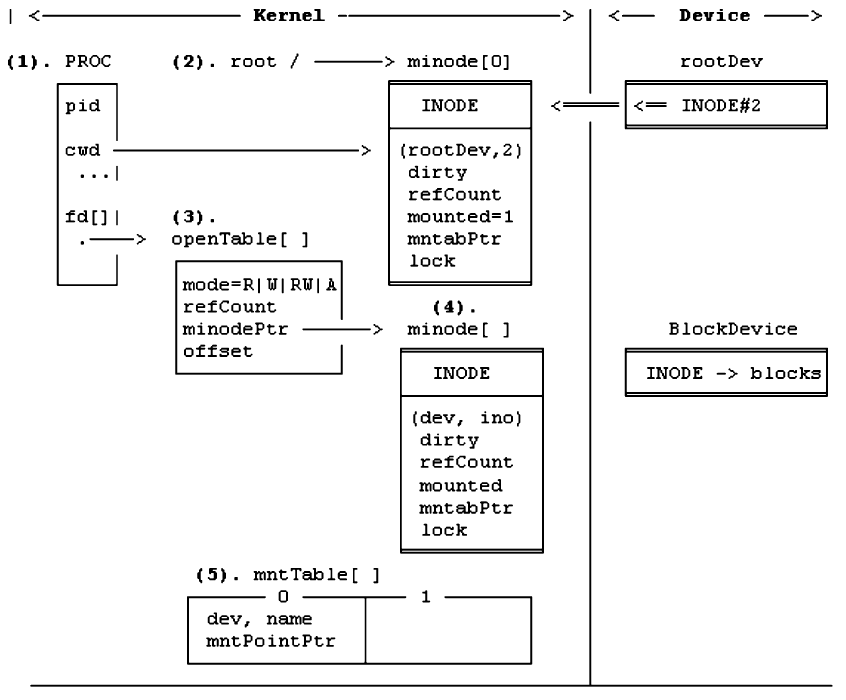 | <——— Kernel ———> | <—— Device ——>
(1). PROC (2). root / ———> minode[0] rootDev
pid INODE <=== <== INODE#2
cwd ———> (rootDev,2)
...| dirty
refCount
fd[]| (3). mounted=1
.——> openTable[ ] mntabPtr
lock
mode=R|W|RW|A
refCount (4).
minodePtr ———> minode[ ] BlockDevice
offset
INODE INODE -> blocks
(dev, ino)
dirty
refCount
mounted
mntabPtr
lock
(5). mntTable[ ]
0 1
dev, name
mntPointPtr